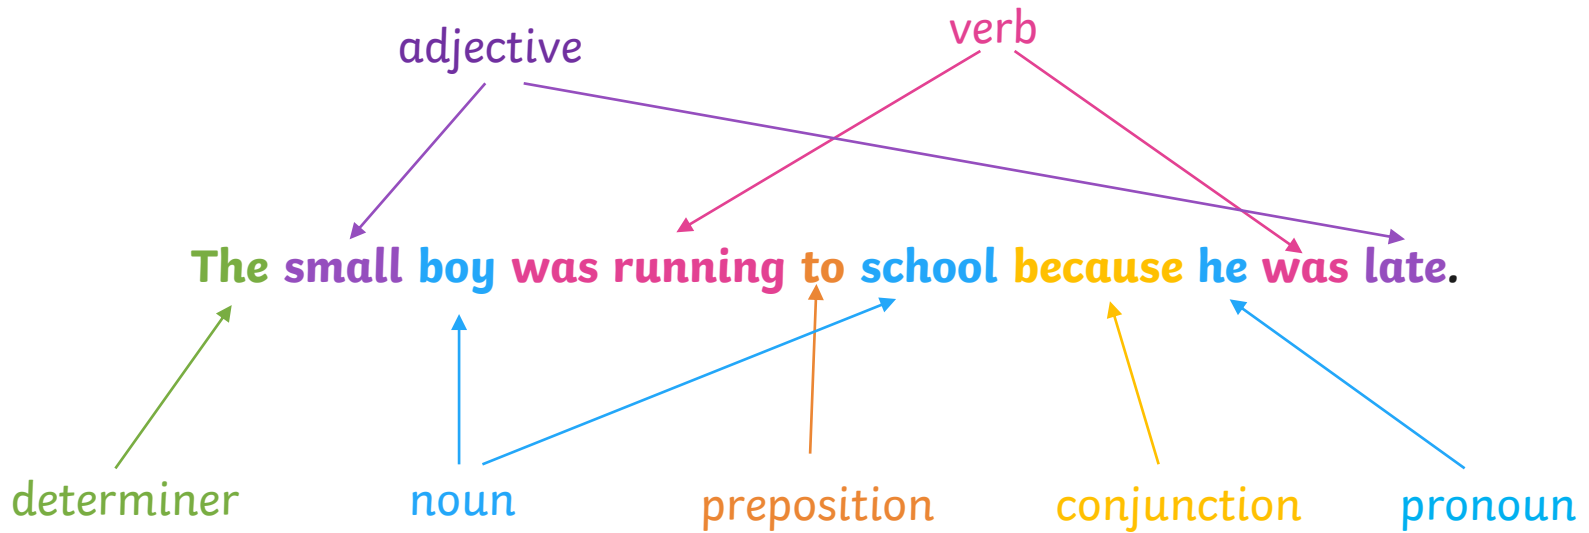 adjective verb
The small boy was running to school because he was late.
determiner noun preposition conjunction pronoun